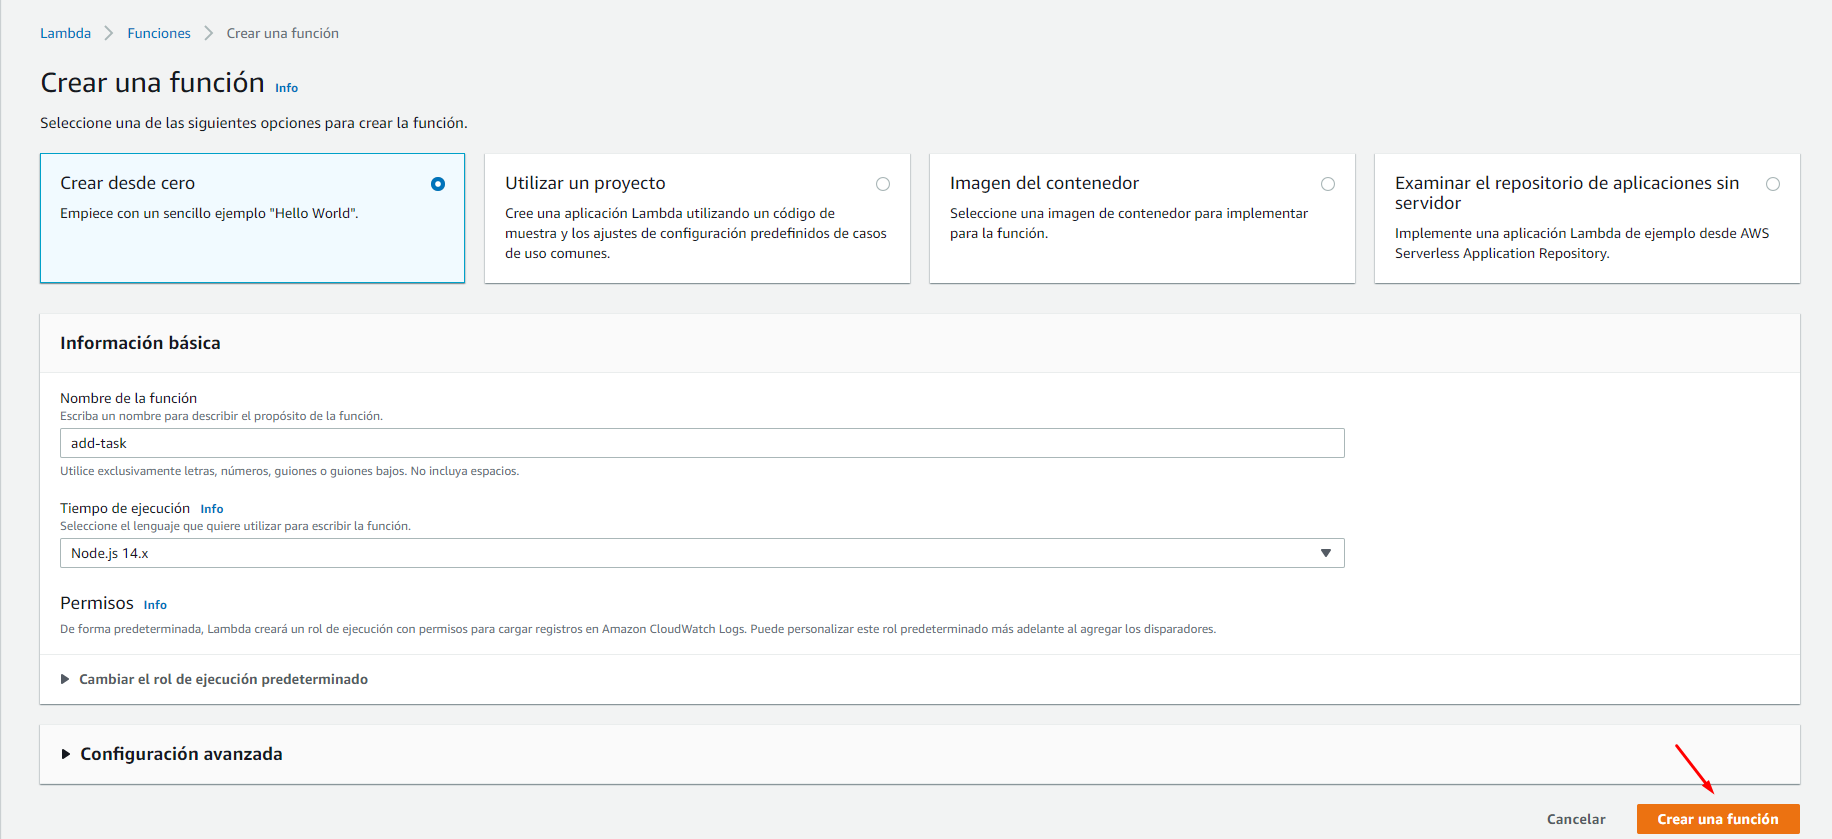 Lambda > Funciones > Crear una función
Crear una función Info
Seleccione una de las siguientes opciones para crear la función.
Crear desde cero
Empiece con un sencillo ejemplo "Hello World".
Utilizar un proyecto
Cree una aplicación Lambda utilizando un código de
muestra y los ajustes de configuración predefinidos de casos
de uso comunes.
Imagen del contenedor
Seleccione una imagen de contenedor para implementar
para la función.
Examinar el repositorio de aplicaciones sin
servidor
Implemente una aplicación Lambda de ejemplo desde AWS
Serverless Application Repository.
Información básica
Nombre de la función
Escriba un nombre para describir el propósito de la función.
add-task
Utilice exclusivamente letras, números, guiones o guiones bajos. No incluya espacios.
Tiempo de ejecución Info
Seleccione el lenguaje que quiere utilizar para escribir la función.
Node.js 14.x
Permisos Info
De forma predeterminada, Lambda creará un rol de ejecución con permisos para cargar registros en Amazon CloudWatch Logs. Puede personalizar este rol predeterminado más adelante al agregar los disparadores.
Cambiar el rol de ejecución predeterminado
Configuración avanzada
Cancelar
Crear una función